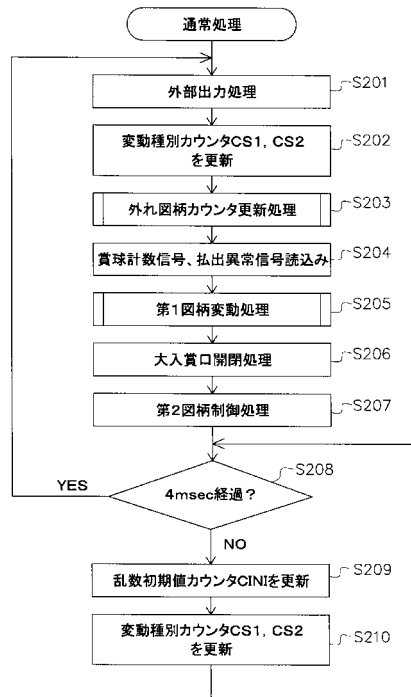 通常処理
外部出力処理
S201
変動種別カウンタCS1, CS2
を更新
S202
外れ図柄カウンタ更新処理
S203
賞球計数信号、払出異常信号読込み
S204
第1図柄変動処理
S205
大入賞口開閉処理
S206
第2図柄制御処理
S207
S208
YES
4msec経過?
NO
乱数初期値カウンタCINIを更新
S209
変動種別カウンタCS1, CS2
を更新
S210